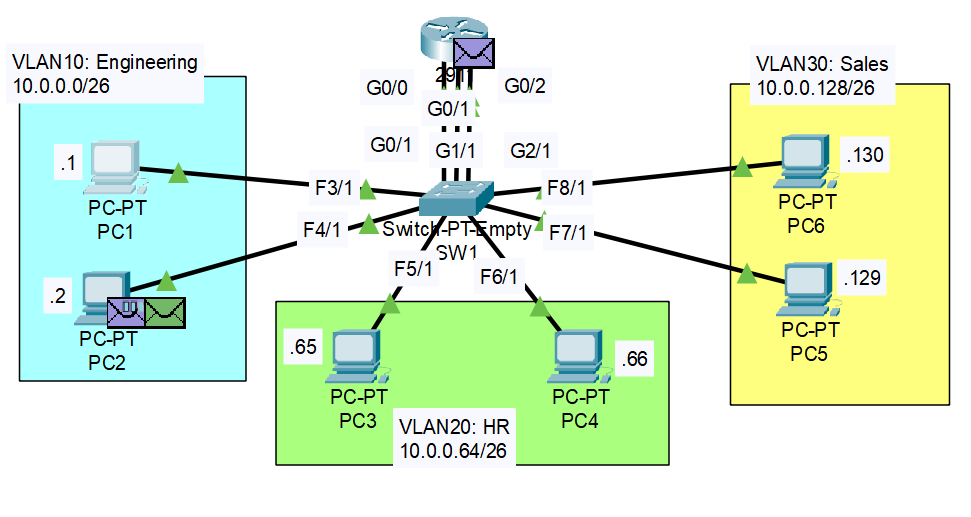 VLAN10: Engineering
10.0.0.0/26
G0/0
G0/1
G0/2
VLAN30: Sales
10.0.0.128/26
G0/1
G1/1
G2/1
.1
PC-PT
PC1
F3/1
F8/1
.130
PC-PT
PC6
F4/1
Switch-PT-Empty
SW1
F7/1
.2
PC-PT
PC2
F5/1
F6/1
.129
PC-PT
PC5
.65
PC-PT
PC3
.66
PC-PT
PC4
VLAN20: HR
10.0.0.64/26